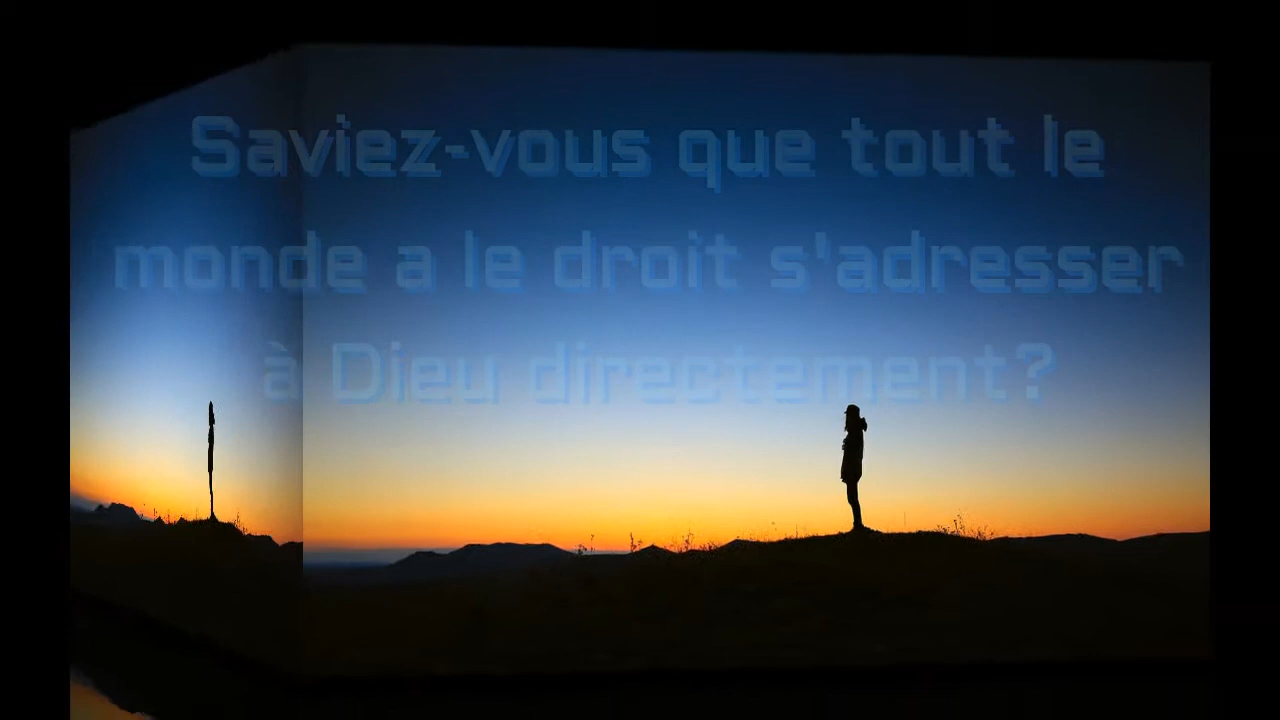 Saviez-vous que tout le
monde a le droit s'adresser
à Dieu directement?